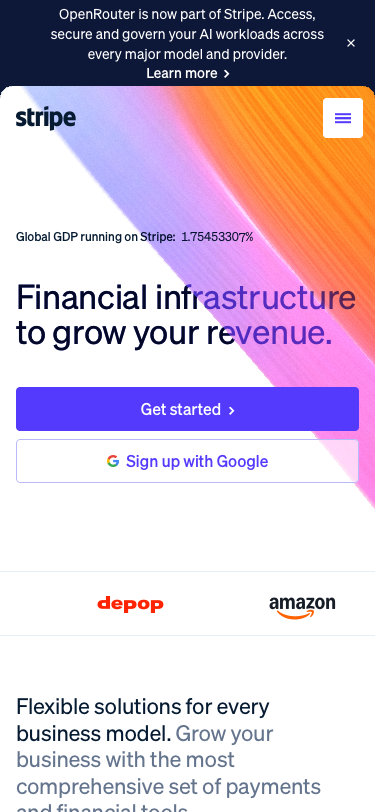 OpenRouter is now part of Stripe. Access,
secure and govern your AI workloads across
every major model and provider.
Learn more
stripe
Global GDP running on Stripe: 1.75453307%
Financial infrastructure
to grow your revenue.
Get started
Sign up with Google
depop
amazon
Flexible solutions for every
business model. Grow your
business with the most
comprehensive set of payments
and financial tools